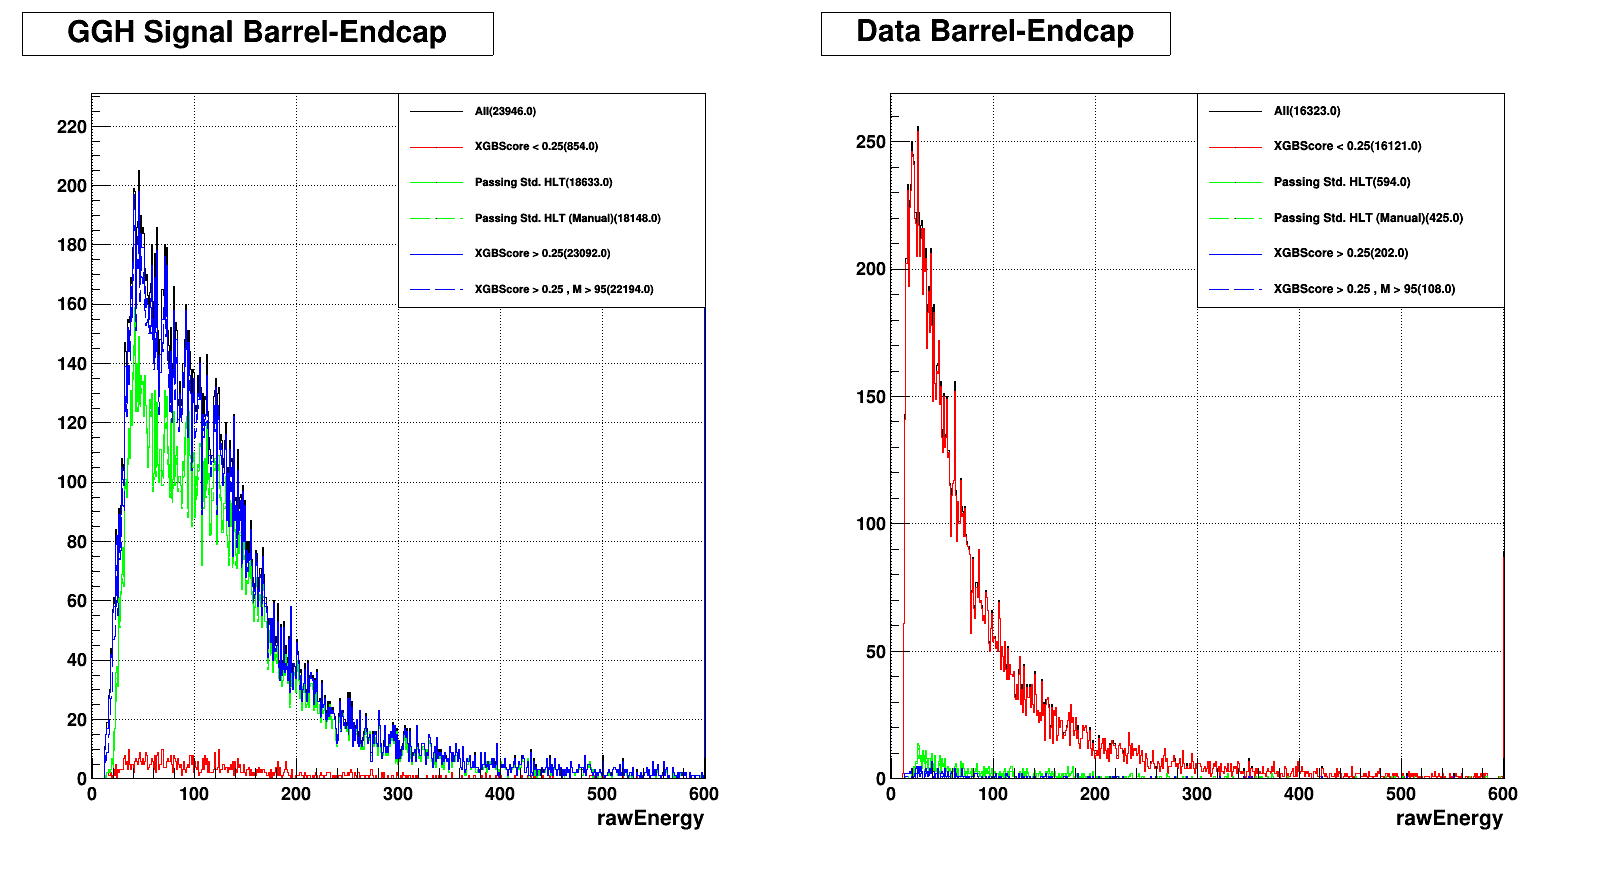 GGH Signal Barrel-Endcap
All(23946.0)
XGBScore < 0.25(854.0)
Passing Std. HLT(18633.0)
Passing Std. HLT (Manual)(18148.0)
XGBScore > 0.25(23092.0)
XGBScore > 0.25 , M > 95(22194.0)
220
200
180
160
140
120
100
80
60
40
20
0
0 100 200 300 400 500 600
rawEnergy
Data Barrel-Endcap
All(16323.0)
XGBScore < 0.25(16121.0)
Passing Std. HLT(594.0)
Passing Std. HLT (Manual)(425.0)
XGBScore > 0.25(202.0)
XGBScore > 0.25 , M > 95(108.0)
250
200
150
100
50
0
0 100 200 300 400 500 600
rawEnergy